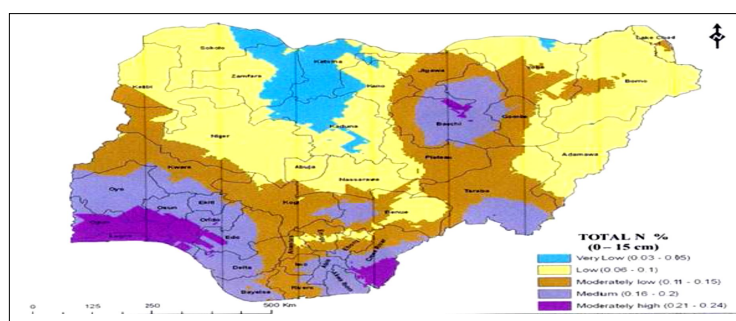 Lake Chad
Sokoto
Katsina
Jigawa
Yobe
Zamfara
Kano
Borno
Kebbi
Kaduna
Bauchi
Gombe
Niger
Adamawa
Abuja
Plateau
Nassarawa
Kwara
Taraba
Oyo
Kogi
Benue
Osun
Ekiti
Ogun
Ondo
Edo
Lagos
Delta
Imo
Bayelsa
Rivers
TOTAL N %
(0 – 15 cm)
Very Low (0.03 - 0.05)
Low (0.06 - 0.1)
Moderately low (0.11 - 0.15)
Medium (0.16 - 0.2)
Moderately high (0.21 - 0.24)
0 125 250 500 Km